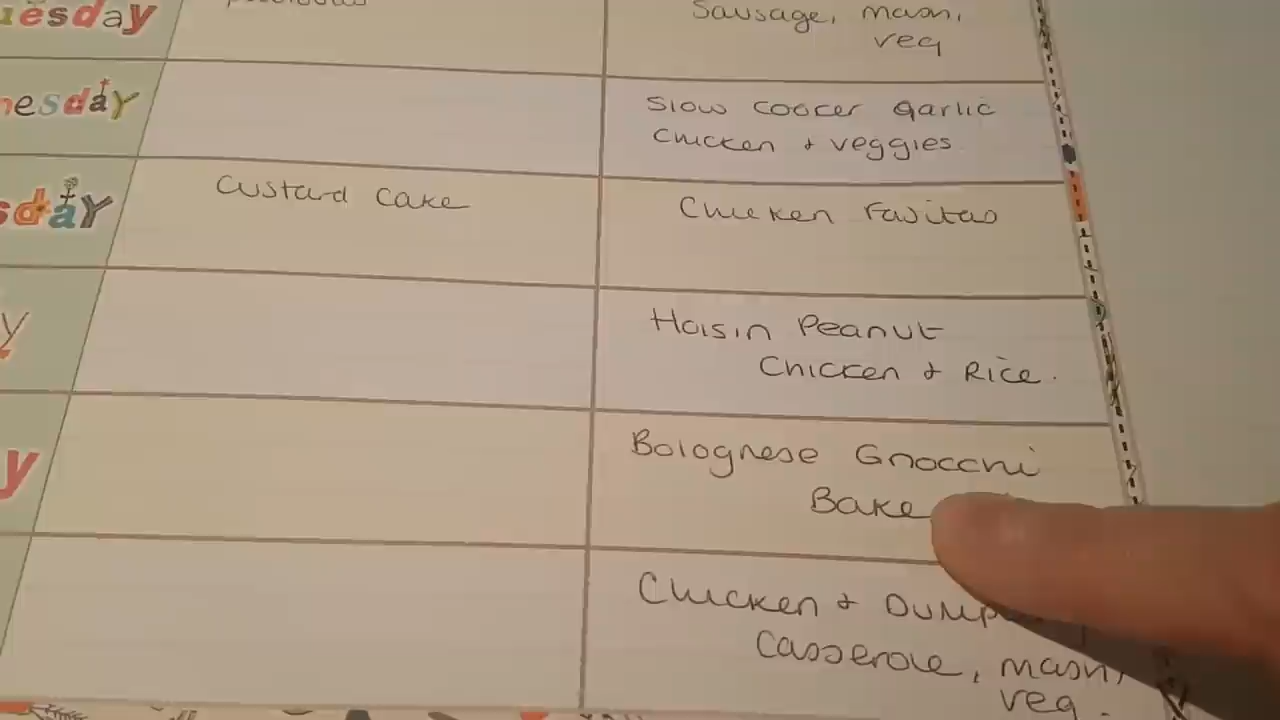 uesday
Sausage, mash,
veg
nesday
Slow cooker Garlic
Chicken + veggies
sday
Custard Cake
Chicken Fajitas
y
Hoisin Peanut
Chicken + Rice.
y
Bolognese Gnocchi
Bake
Chicken + Dump
Casserole, mash,
veg.